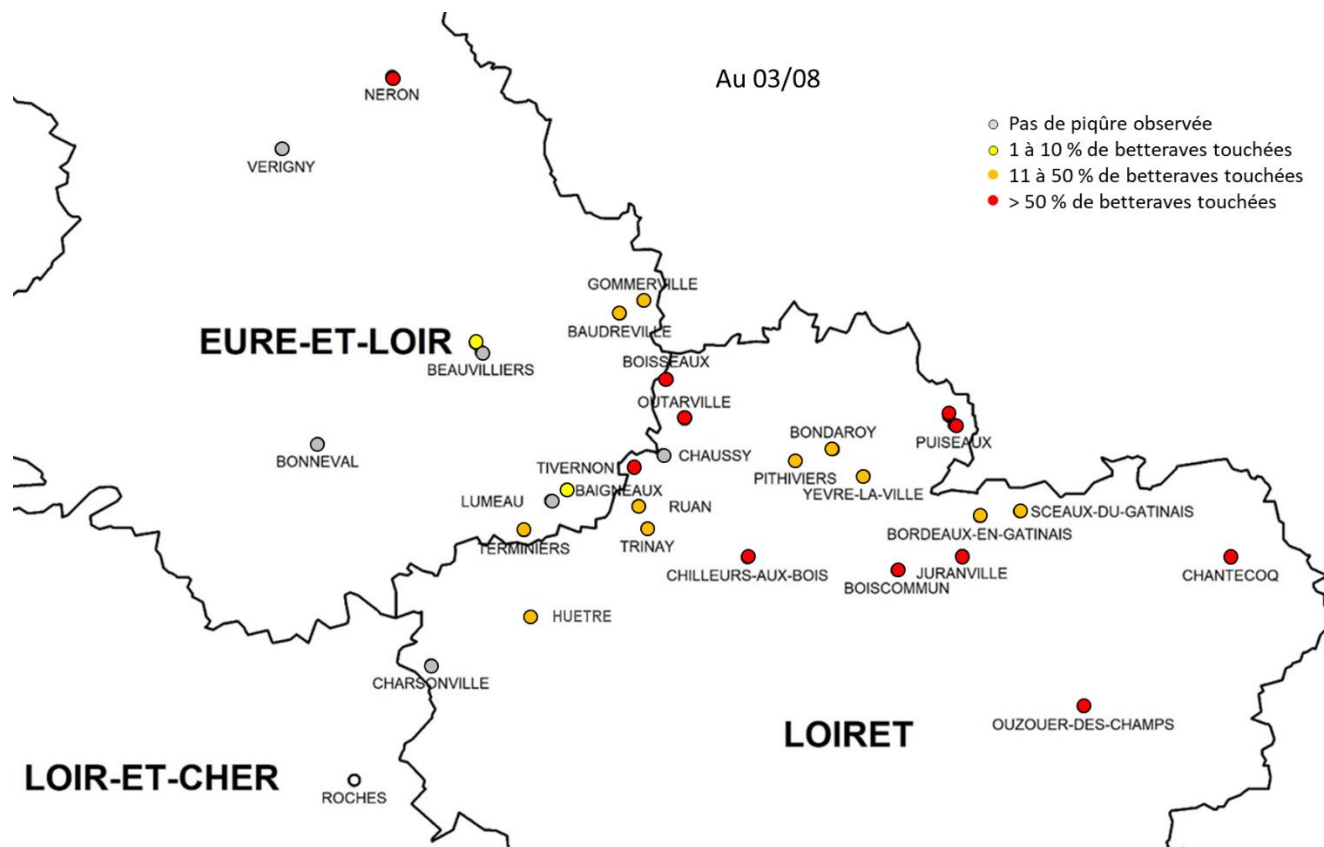 Au 03/08
NERON
Pas de piqûre observée
1 à 10 % de betteraves touchées
11 à 50 % de betteraves touchées
> 50 % de betteraves touchées
VERIGNY
GOMMERVILLE
BAUDREVILLE
EURE-ET-LOIR
BEAUVILLIERS
BOISSEAUX
OUTARVILLE
BONDAROY
PUISEAUX
BONNEVAL
CHAUSSY
TIVERNON
PITHIVIERS
YEVRE-LA-VILLE
BAIGNEAUX
LUMEAU
RUAN
SCEAUX-DU-GATINAIS
BORDEAUX-EN-GATINAIS
TERMINIERS
TRINAY
CHILLEURS-AUX-BOIS
JURANVILLE
BOISCOMMUN
CHANTECOQ
HUETRE
CHARSONVILLE
OUZOUER-DES-CHAMPS
LOIRET
LOIR-ET-CHER
ROCHES